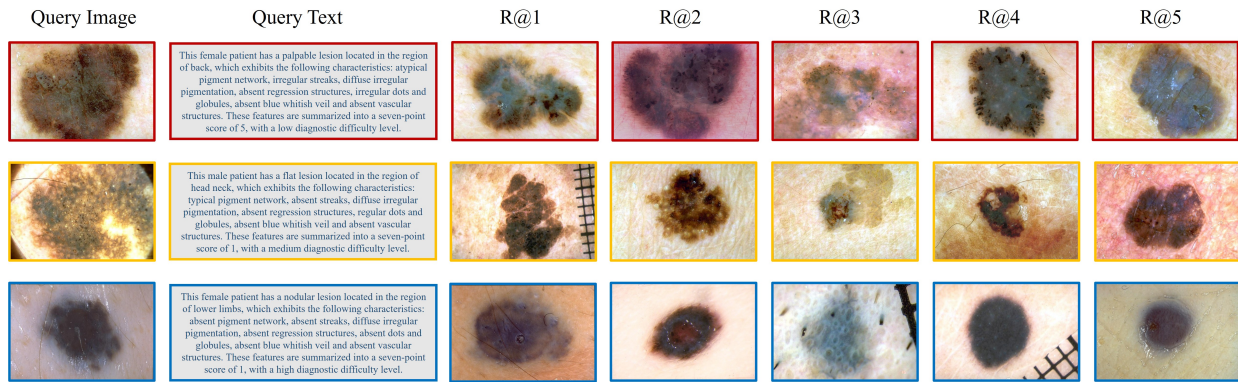 Query Image Query Text R@1 R@2 R@3 R@4 R@5
This female patient has a palpable lesion located in the region
of back, which exhibits the following characteristics: atypical
pigment network, irregular streaks, diffuse irregular
pigmentation, absent regression structures, irregular dots and
globules, absent blue whitish veil and absent vascular
structures. These features are summarized into a seven-point
score of 5, with a low diagnostic difficulty level.
This male patient has a flat lesion located in the region of
head neck, which exhibits the following characteristics:
typical pigment network, absent streaks, diffuse irregular
pigmentation, absent regression structures, regular dots and
globules, absent blue whitish veil and absent vascular
structures. These features are summarized into a seven-point
score of 1, with a medium diagnostic difficulty level.
This female patient has a nodular lesion located in the region
of lower limbs, which exhibits the following characteristics:
absent pigment network, absent streaks, diffuse irregular
pigmentation, absent regression structures, absent dots and
globules, absent blue whitish veil and absent vascular
structures. These features are summarized into a seven-point
score of 1, with a high diagnostic difficulty level.